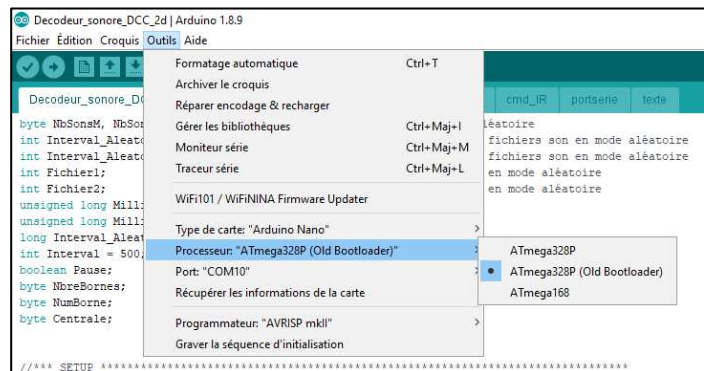 Decodeur_sonore_DCC_2d | Arduino 1.8.9
Fichier Édition Croquis Outils Aide
Formatage automatique Ctrl+T
Archiver le croquis
Decodeur_sonore_D cmd_IR portserie texte
Réparer encodage & recharger
byte NbSonsM, NbSon Gérer les bibliothèques Ctrl+Maj+I léatoire
int Interval_Aleato Moniteur série Ctrl+Maj+M fichiers son en mode aléatoire
int Interval_Aleato Traceur série Ctrl+Maj+L fichiers son en mode aléatoire
int Fichier1; en mode aléatoire
int Fichier2; WiFi101 / WiFiNINA Firmware Updater en mode aléatoire
unsigned long Milli
unsigned long Milli Type de carte: "Arduino Nano"
long Interval_Aleat Processeur: "ATmega328P (Old Bootloader)" ATmega328P
int Interval = 500;
boolean Pause; Port: "COM10" ATmega328P (Old Bootloader)
byte NbreBornes; Récupérer les informations de la carte ATmega168
byte NumBorne;
byte Centrale; Programmateur: "AVRISP mkII"
Graver la séquence d'initialisation
//*** SETUP ******************************************************************************